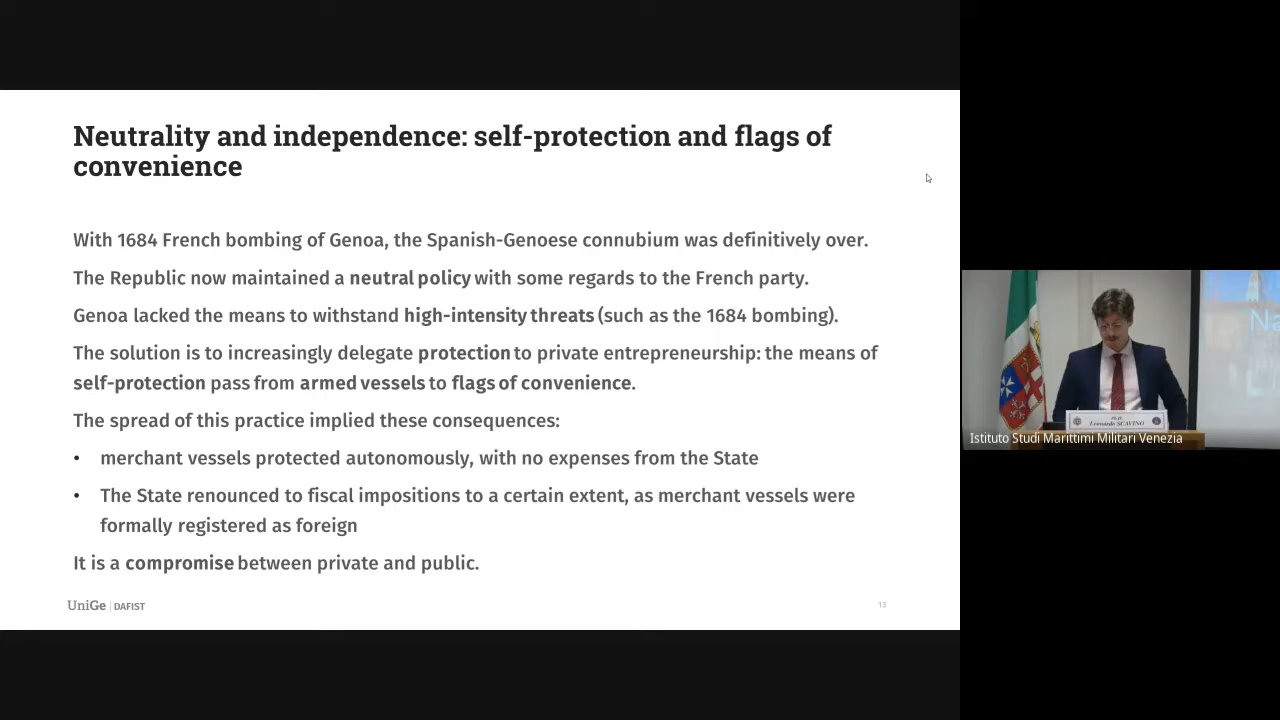 Neutrality and independence: self-protection and flags of
convenience
With 1684 French bombing of Genoa, the Spanish-Genoese connubium was definitively over.
The Republic now maintained a neutral policy with some regards to the French party.
Genoa lacked the means to withstand high-intensity threats (such as the 1684 bombing).
The solution is to increasingly delegate protection to private entrepreneurship: the means of
self-protection pass from armed vessels to flags of convenience.
The spread of this practice implied these consequences:
• merchant vessels protected autonomously, with no expenses from the State
• The State renounced to fiscal impositions to a certain extent, as merchant vessels were
formally registered as foreign
It is a compromise between private and public.
UniGe | DAFIST
13
Na
Leonardo SCAVINO
Istituto Studi Marittimi Militari Venezia